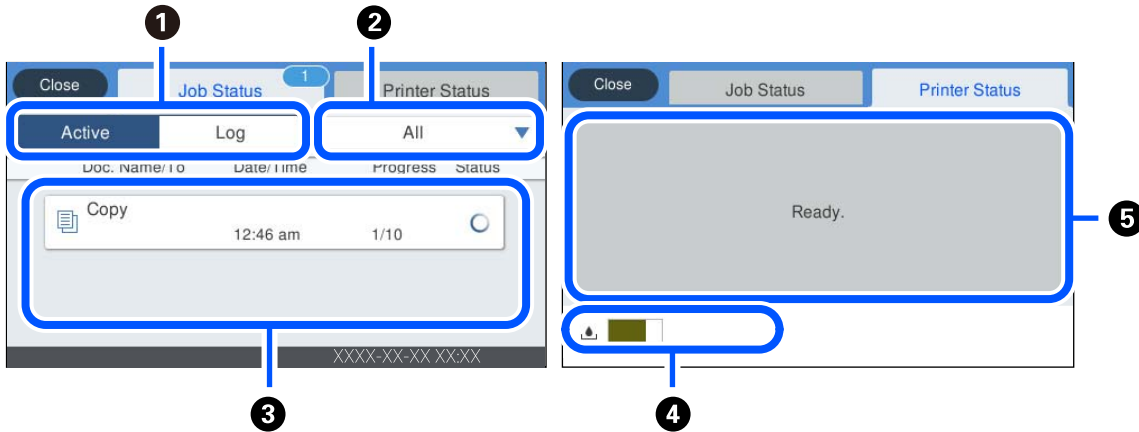 1
2
Close
Job Status
1
Printer Status
Active
Log
All
Doc. Name/To
Date/Time
Progress
Status
Copy
12:46 am
1/10
XXXX-XX-XX XX:XX
3
Close
Job Status
Printer Status
Ready.
5
4